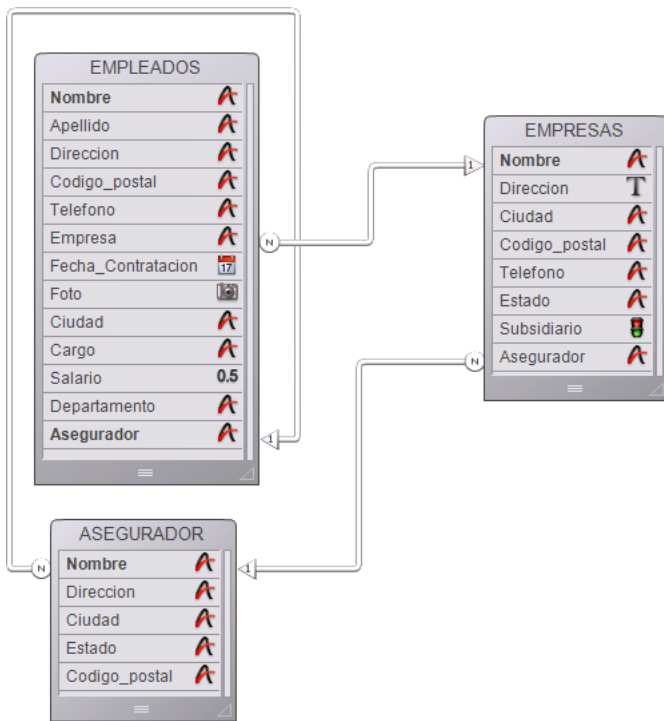 EMPLEADOS
Nombre
Apellido
Direccion
Codigo_postal
Telefono
Empresa
Fecha_Contratacion 17
Foto
Ciudad
Cargo
Salario 0.5
Departamento
Asegurador
N
1
EMPRESAS
Nombre
Direccion T
Ciudad
Codigo_postal
Telefono
Estado
Subsidiario
Asegurador
1
N
ASEGURADOR
Nombre
Direccion
Ciudad
Estado
Codigo_postal
N
1